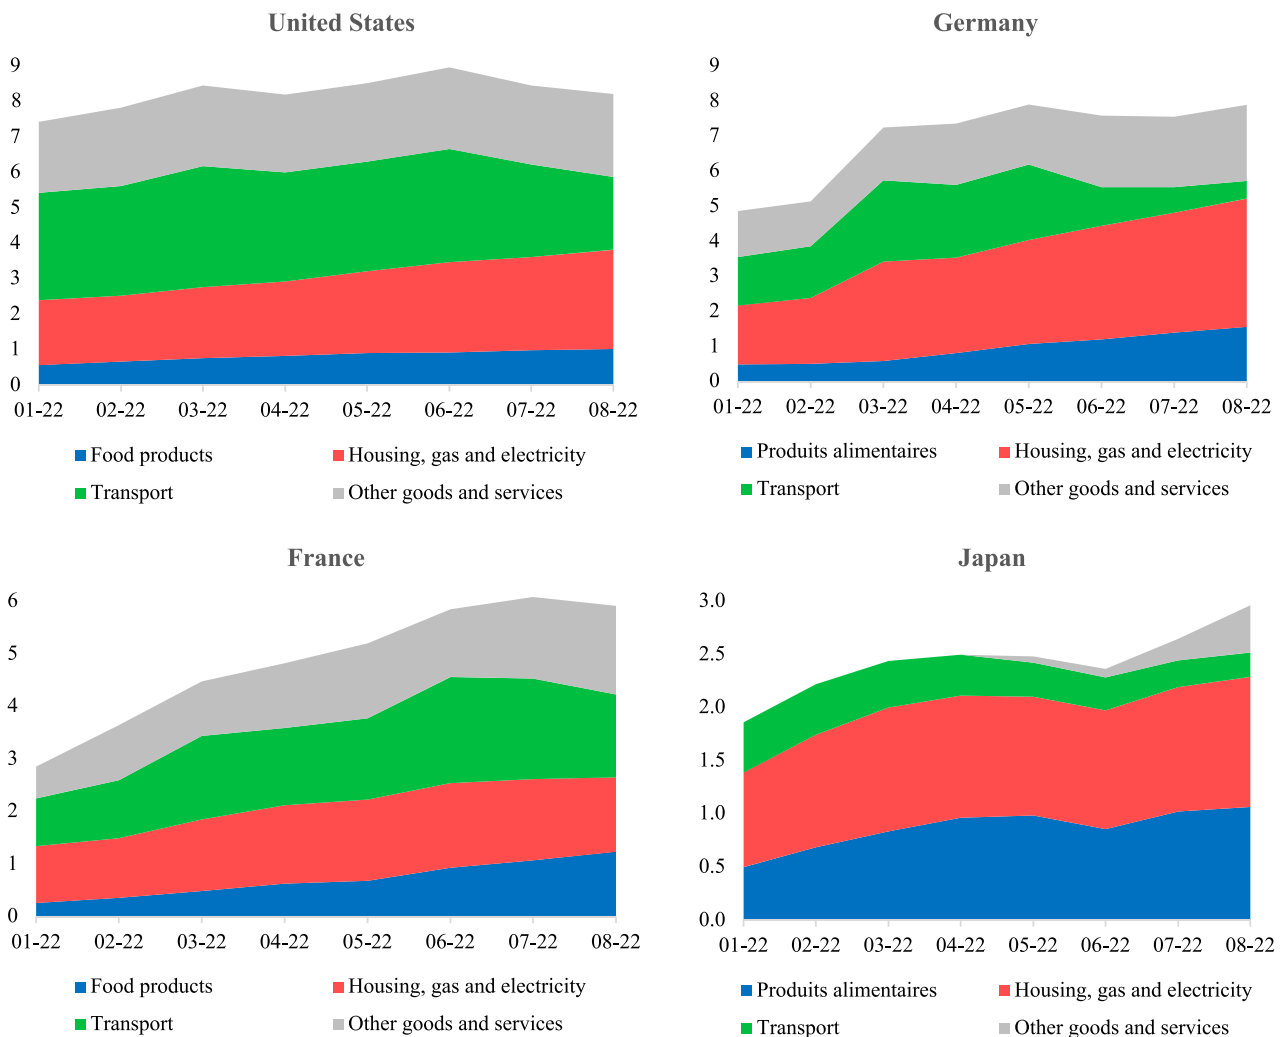 United States
9
8
7
6
5
4
3
2
1
0
01-22 02-22 03-22 04-22 05-22 06-22 07-22 08-22
Food products Housing, gas and electricity
Transport Other goods and services
Germany
9
8
7
6
5
4
3
2
1
0
01-22 02-22 03-22 04-22 05-22 06-22 07-22 08-22
Produits alimentaires Housing, gas and electricity
Transport Other goods and services
France
6
5
4
3
2
1
0
01-22 02-22 03-22 04-22 05-22 06-22 07-22 08-22
Food products Housing, gas and electricity
Transport Other goods and services
Japan
3.0
2.5
2.0
1.5
1.0
0.5
0.0
01-22 02-22 03-22 04-22 05-22 06-22 07-22 08-22
Produits alimentaires Housing, gas and electricity
Transport Other goods and services